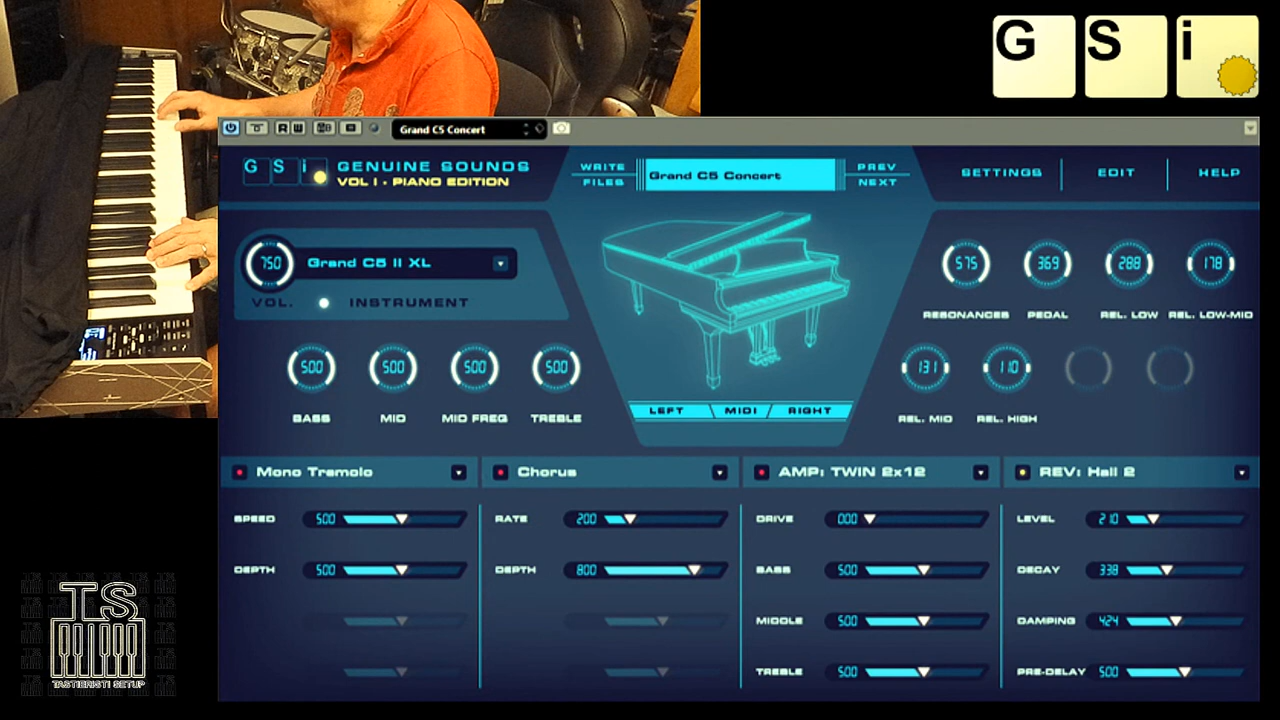 G S i
Grand C5 Concert
G S i
GENUINE SOUNDS
VOL I - PIANO EDITION
WRITE
FILES
Grand C5 Concert
PREV
NEXT
SETTINGS
EDIT
HELP
750
Grand C5 II XL
VOL.
INSTRUMENT
575 369 288 178
RESONANCES PEDAL REL. LOW REL. LOW-MID
500 500 500 500
BASS MID MID FREQ TREBLE
131 110
REL. MID REL. HIGH
LEFT MIDI RIGHT
Mono Tremolo
SPEED 500
DEPTH 500
Chorus
RATE 200
DEPTH 800
AMP: TWIN 2x12
DRIVE 000
BASS 500
MIDDLE 500
TREBLE 500
REV: Hall 2
LEVEL 210
DECAY 338
DAMPING 424
PRE-DELAY 500
TS
TASTIERISTI SETUP